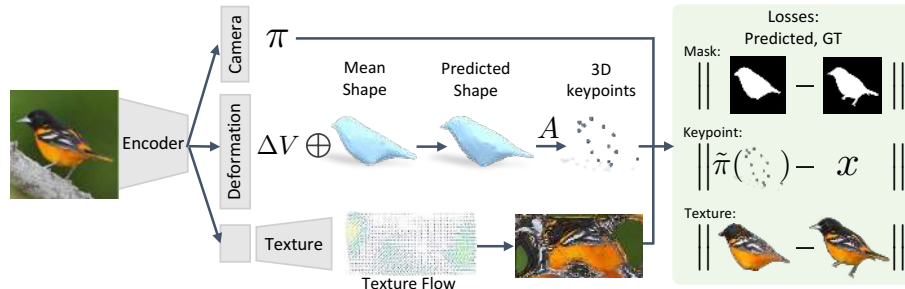 Camera
π
Encoder
Deformation
ΔV ⊕
Mean
Shape
Predicted
Shape
A
3D
keypoints
Texture
Texture Flow
Losses:
Predicted, GT
Mask:
|| − ||
Keypoint:
|| π̃( ) − x ||
Texture:
|| − ||